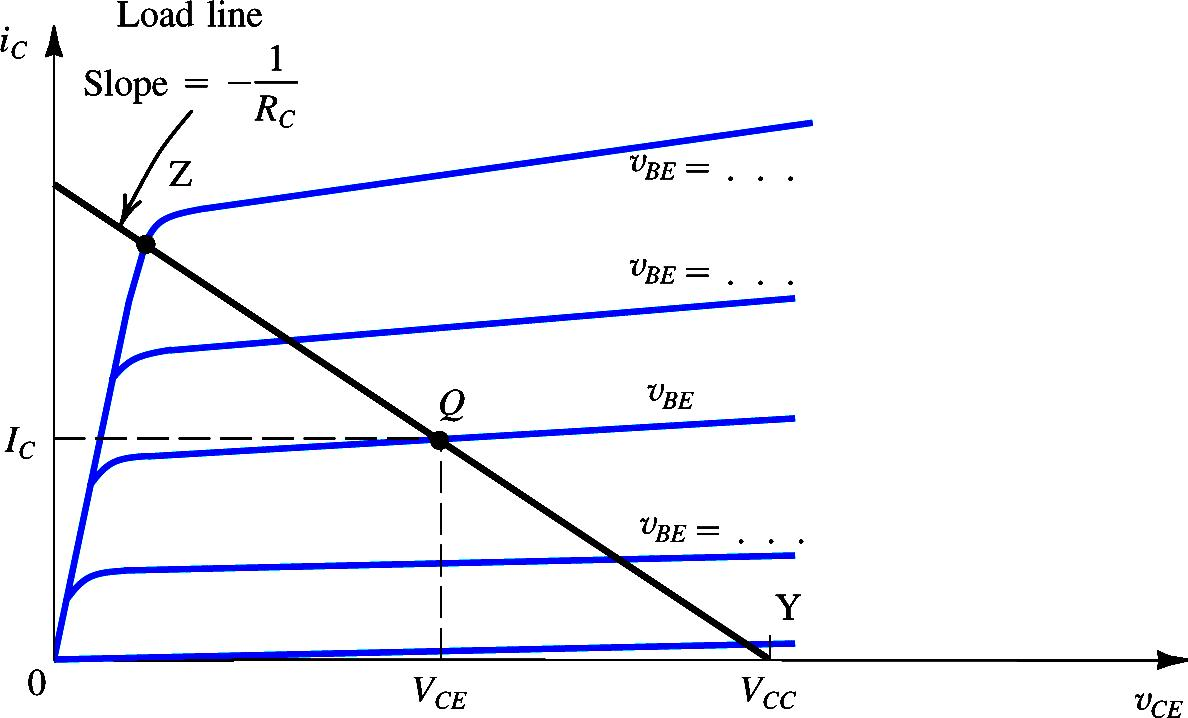 Load line
i_C
Slope = −1/R_C
Z
v_BE = . . .
v_BE = . . .
v_BE
Q
I_C
v_BE = . . .
Y
0
V_CE
V_CC
v_CE